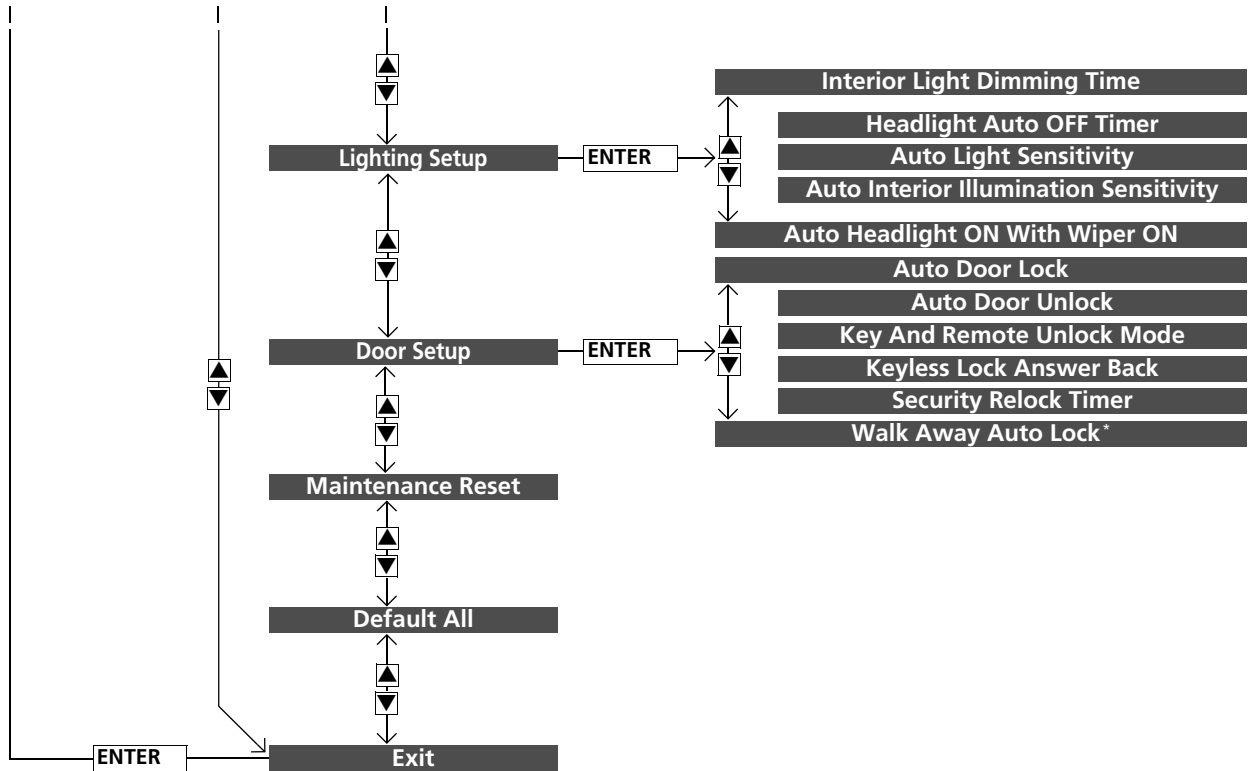 Interior Light Dimming Time
Headlight Auto OFF Timer
Lighting Setup
ENTER
Auto Light Sensitivity
Auto Interior Illumination Sensitivity
Auto Headlight ON With Wiper ON
Auto Door Lock
Auto Door Unlock
Key And Remote Unlock Mode
Door Setup
ENTER
Keyless Lock Answer Back
Security Relock Timer
Walk Away Auto Lock*
Maintenance Reset
Default All
ENTER
Exit